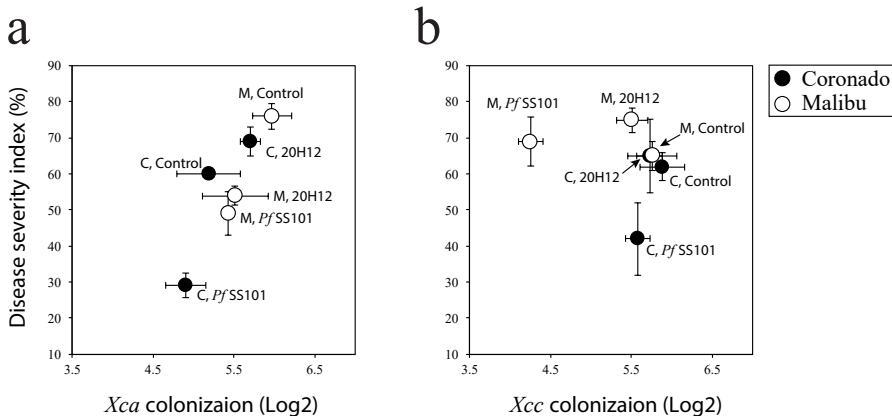 a
b
Disease severity index (%)
90
80
70
60
50
40
30
20
10
3.5
4.5
5.5
6.5
Xca colonizaion (Log2)
M, Control
C, 20H12
C, Control
M, 20H12
M, Pf SS101
C, Pf SS101
90
80
70
60
50
40
30
20
10
3.5
4.5
5.5
6.5
Xcc colonizaion (Log2)
M, Pf SS101
M, 20H12
M, Control
C, 20H12
C, Control
C, Pf SS101
Coronado
Malibu